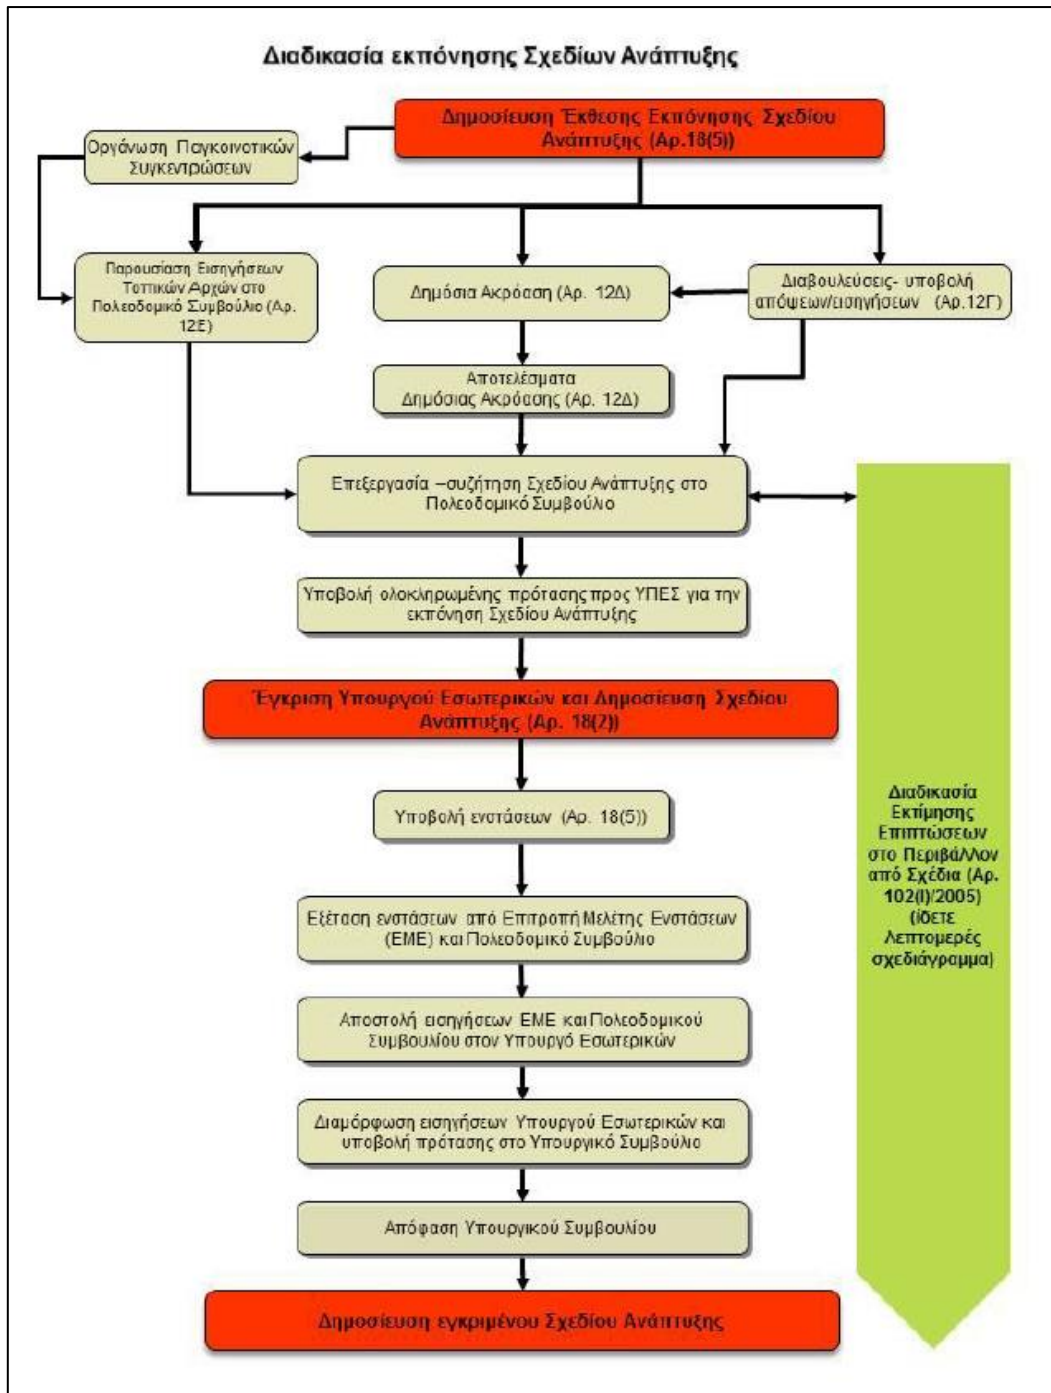 Διαδικασία εκπόνησης Σχεδίων Ανάπτυξης
Δημοσίευση Έκθεσης Εκπόνησης Σχεδίου
Ανάπτυξης (Αρ.18(5))
Οργάνωση Παγκοινοτικών
Συγκεντρώσεων
Παρουσίαση Εισηγήσεων
Τοπικών Αρχών στο
Πολεοδομικό Συμβούλιο (Αρ.
12Ε)
Δημόσια Ακρόαση (Αρ. 12Δ)
Διαβουλεύσεις- υποβολή
απόψεων/εισηγήσεων (Αρ.12Γ)
Αποτελέσματα
Δημόσιας Ακρόασης (Αρ. 12Δ)
Επεξεργασία –συζήτηση Σχεδίου Ανάπτυξης στο
Πολεοδομικό Συμβούλιο
Υποβολή ολοκληρωμένης πρότασης προς ΥΠΕΣ για την
εκπόνηση Σχεδίου Ανάπτυξης
Έγκριση Υπουργού Εσωτερικών και Δημοσίευση Σχεδίου
Ανάπτυξης (Αρ. 18(2))
Υποβολή ενστάσεων (Αρ. 18(5))
Εξέταση ενστάσεων από Επιτροπή Μελέτης Ενστάσεων
(ΕΜΕ) και Πολεοδομικό Συμβούλιο
Αποστολή εισηγήσεων ΕΜΕ και Πολεοδομικού
Συμβουλίου στον Υπουργό Εσωτερικών
Διαμόρφωση εισηγήσεων Υπουργού Εσωτερικών και
υποβολή πρότασης στο Υπουργικό Συμβούλιο
Απόφαση Υπουργικού Συμβουλίου
Δημοσίευση εγκριμένου Σχεδίου Ανάπτυξης
Διαδικασία
Εκτίμησης
Επιπτώσεων
στο Περιβάλλον
από Σχέδια (Αρ.
102(Ι)/2005)
(ίδετε
Λεπτομερές
σχεδιάγραμμα)